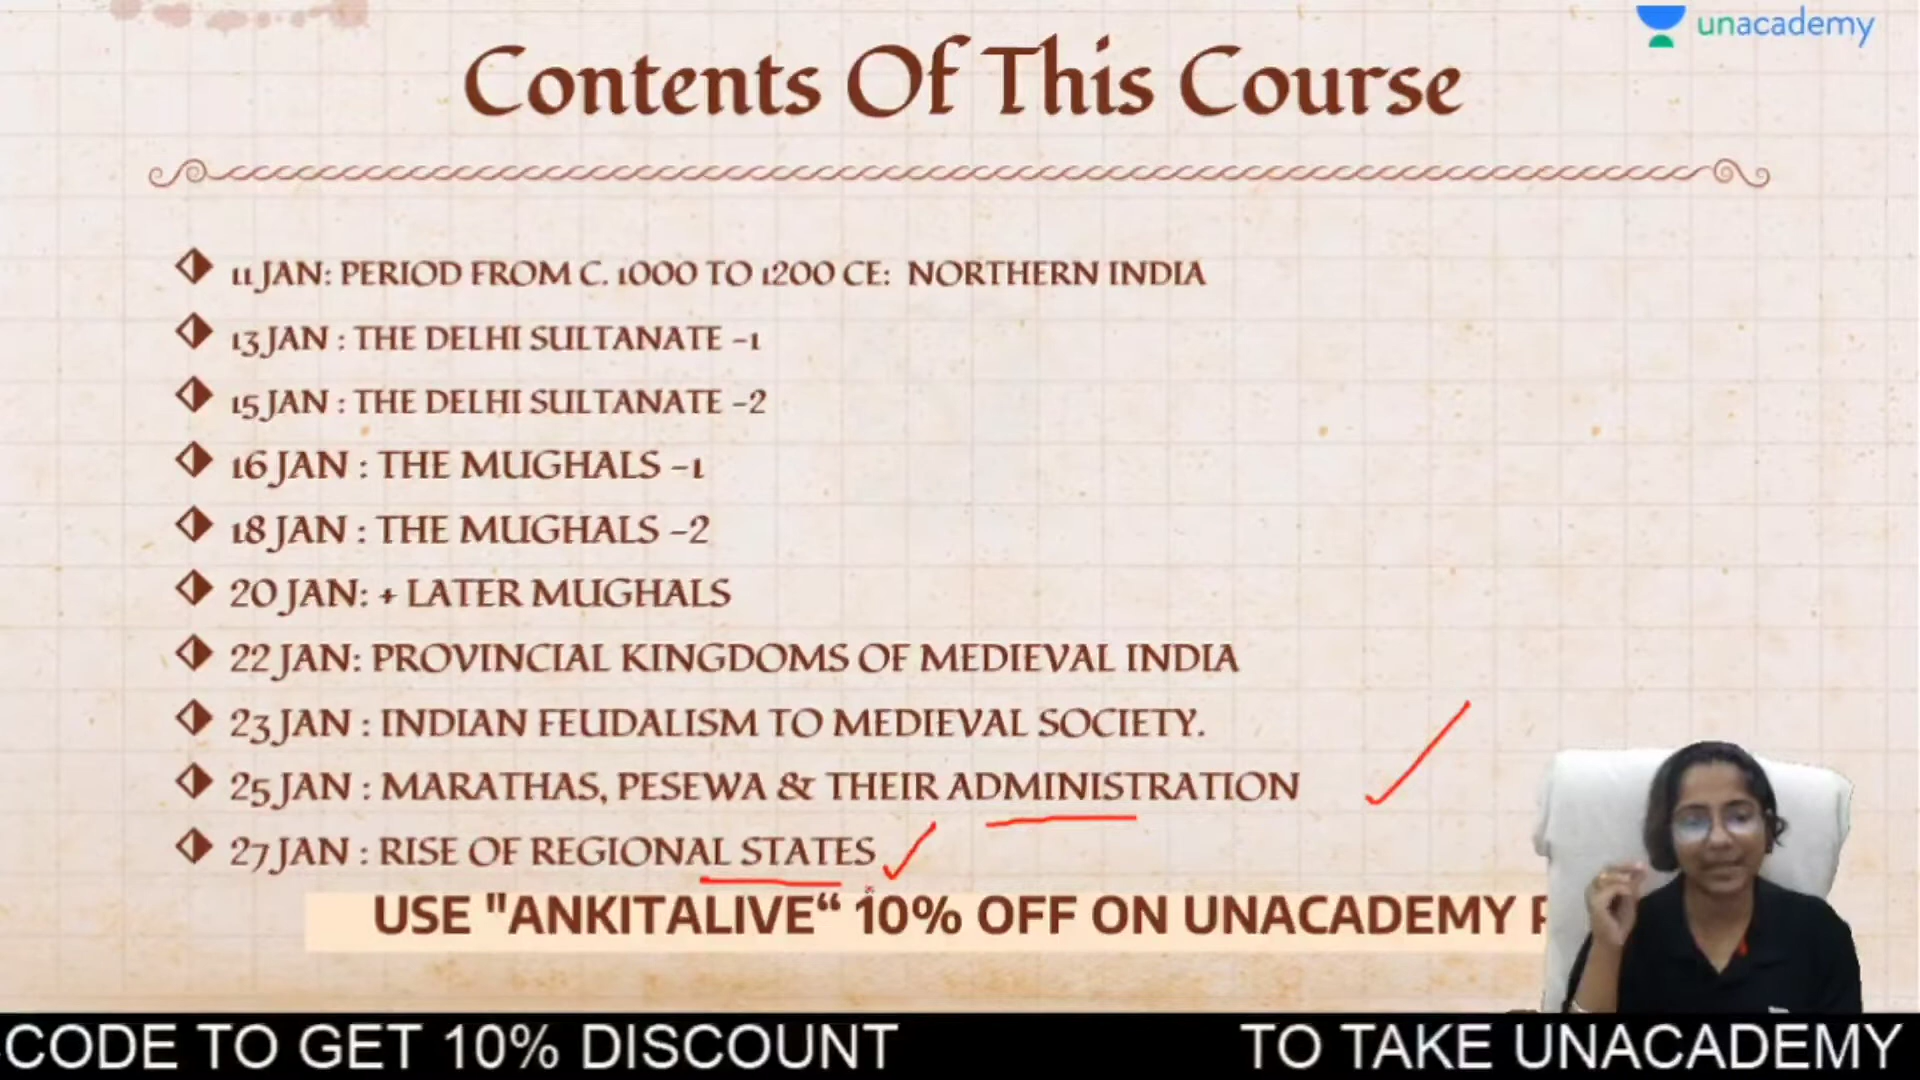 unacademy
Contents Of This Course
11 JAN: PERIOD FROM C. 1000 TO 1200 CE: NORTHERN INDIA
13 JAN : THE DELHI SULTANATE -1
15 JAN : THE DELHI SULTANATE -2
16 JAN : THE MUGHALS -1
18 JAN : THE MUGHALS -2
20 JAN: + LATER MUGHALS
22 JAN: PROVINCIAL KINGDOMS OF MEDIEVAL INDIA
23 JAN : INDIAN FEUDALISM TO MEDIEVAL SOCIETY.
25 JAN : MARATHAS, PESEWA & THEIR ADMINISTRATION
27 JAN : RISE OF REGIONAL STATES
USE "ANKITALIVE“ 10% OFF ON UNACADEMY
CODE TO GET 10% DISCOUNT TO TAKE UNACADEMY